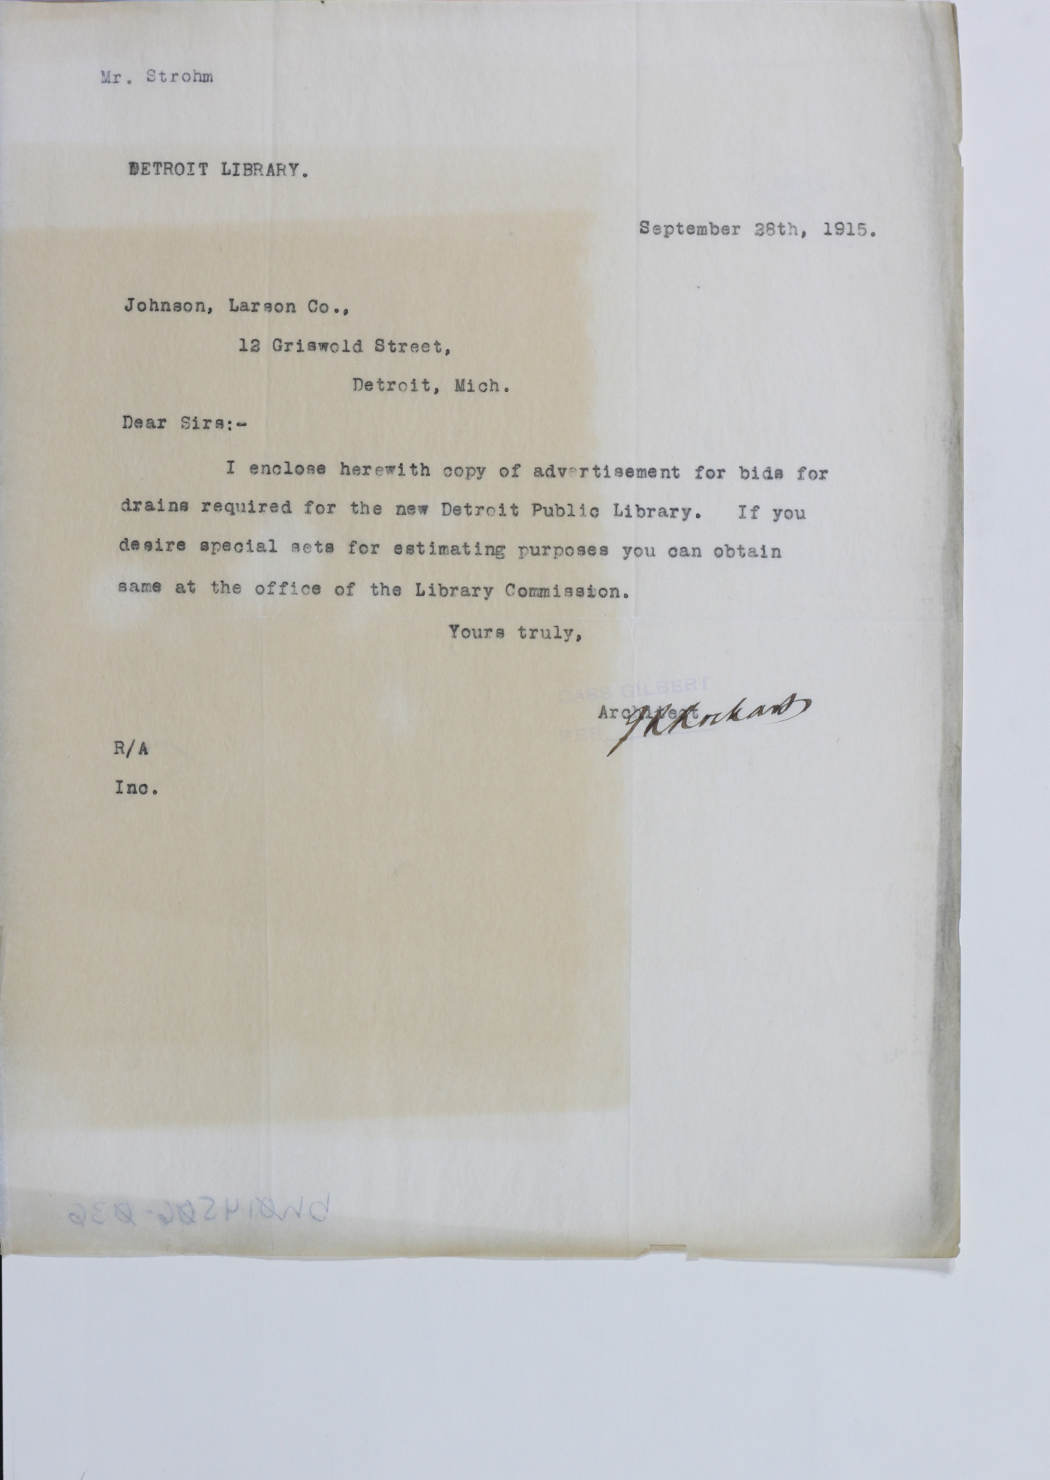 Mr. Strohm
DETROIT LIBRARY.
September 28th, 1915.
Johnson, Larson Co.,
12 Griswold Street,
Detroit, Mich.
Dear Sirs:-
I enclose herewith copy of advertisement for bids for
drains required for the new Detroit Public Library. If you
desire special sets for estimating purposes you can obtain
same at the office of the Library Commission.
Yours truly,
CASS GILBERT
Architect
PER
R/A
Inc.